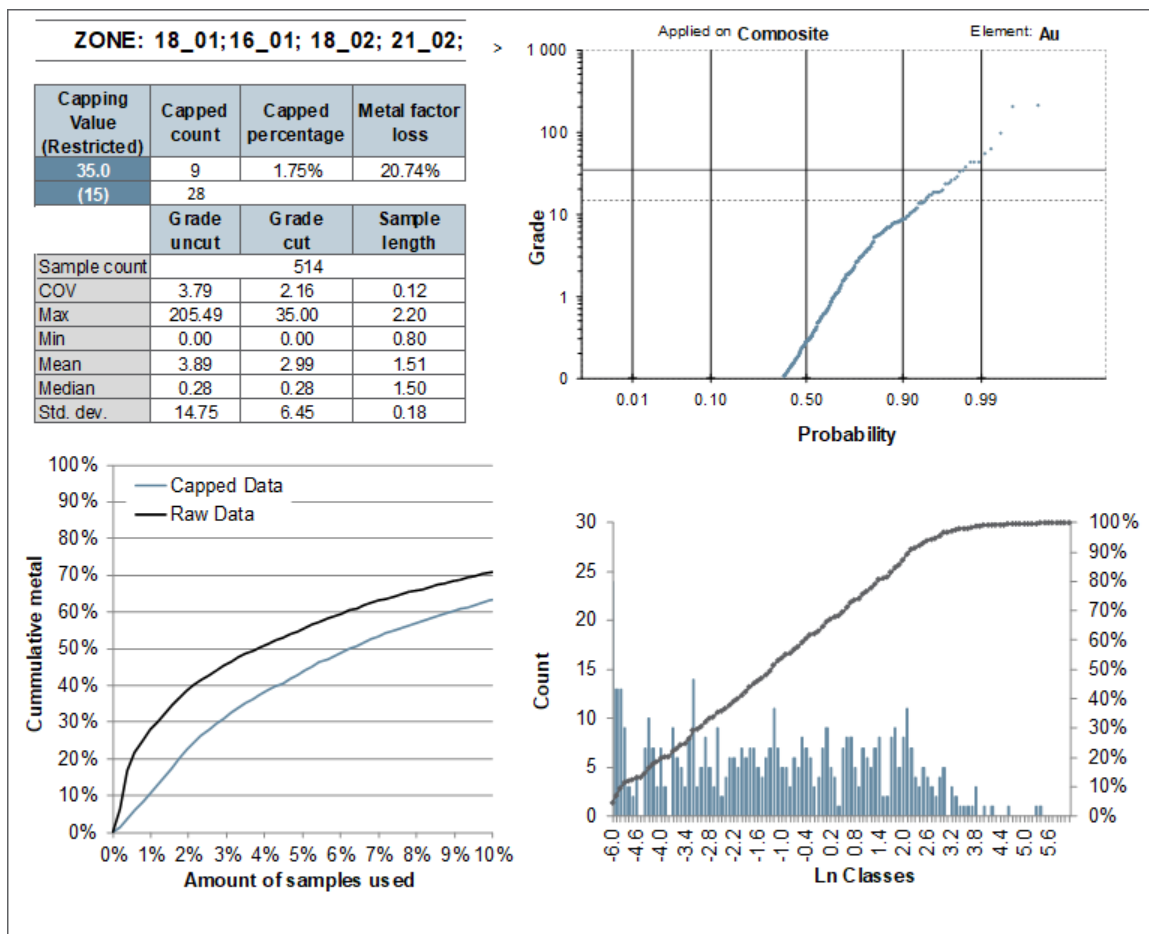 ZONE: 18_01;16_01; 18_02; 21_02; >
Capping Value (Restricted) Capped count Capped percentage Metal factor loss
35.0 9 1.75% 20.74%
(15) 28
Grade uncut Grade cut Sample length
Sample count 514
COV 3.79 2.16 0.12
Max 205.49 35.00 2.20
Min 0.00 0.00 0.80
Mean 3.89 2.99 1.51
Median 0.28 0.28 1.50
Std. dev. 14.75 6.45 0.18
Applied on Composite Element: Au
1 000
100
10
1
0
Grade
0.01 0.10 0.50 0.90 0.99
Probability
100%
90%
80%
70%
60%
50%
40%
30%
20%
10%
0%
Cummulative metal
Capped Data
Raw Data
0% 1% 2% 3% 4% 5% 6% 7% 8% 9% 10%
Amount of samples used
30
25
20
15
10
5
0
Count
100%
90%
80%
70%
60%
50%
40%
30%
20%
10%
0%
-6.0 -4.6 -4.0 -3.4 -2.8 -2.2 -1.6 -1.0 -0.4 0.2 0.8 1.4 2.0 2.6 3.2 3.8 4.4 5.0 5.6
Ln Classes